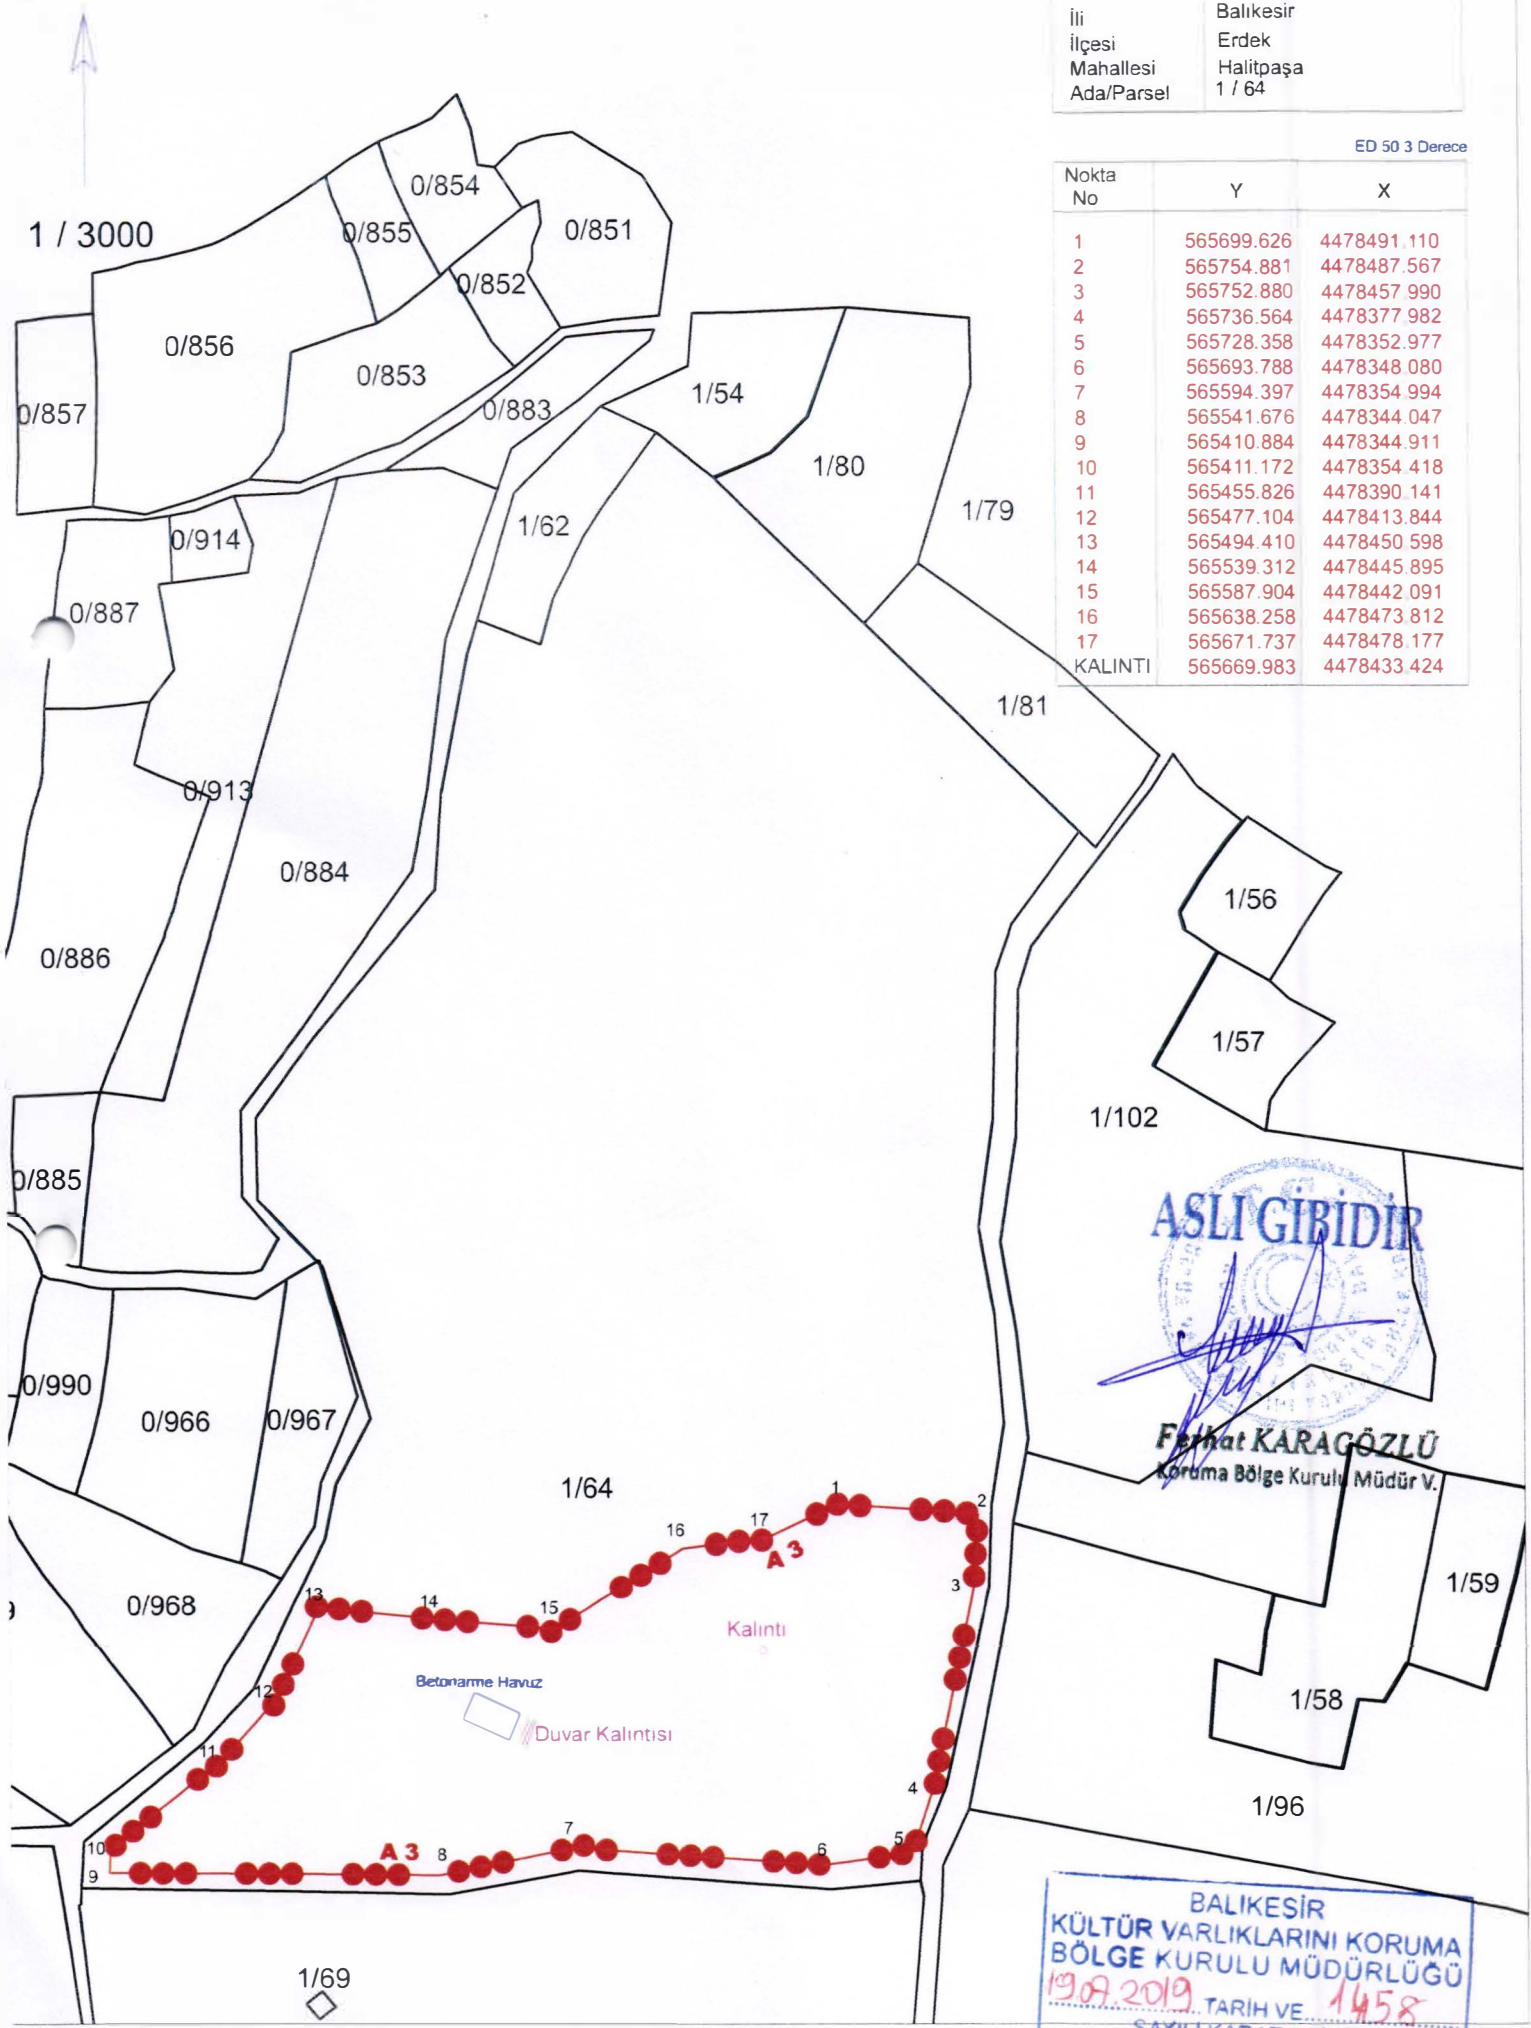 İli Balıkesir
İlçesi Erdek
Mahallesi Halitpaşa
Ada/Parsel 1 / 64
ED 50 3 Derece
Nokta No Y X
1 565699.626 4478491.110
2 565754.881 4478487.567
3 565752.880 4478457.990
4 565736.564 4478377.982
5 565728.358 4478352.977
6 565693.788 4478348.080
7 565594.397 4478354.994
8 565541.676 4478344.047
9 565410.884 4478344.911
10 565411.172 4478354.418
11 565455.826 4478390.141
12 565477.104 4478413.844
13 565494.410 4478450.598
14 565539.312 4478445.895
15 565587.904 4478442.091
16 565638.258 4478473.812
17 565671.737 4478478.177
KALINTI 565669.983 4478433.424
1 / 3000
0/854
0/855
0/851
0/852
0/856
0/853
0/857
0/883
1/54
1/80
1/79
1/62
0/914
0/887
1/81
0/913
0/884
1/56
0/886
1/57
1/102
0/885
ASLI GİBİDİR
0/990
0/966
0/967
Ferhat KARAGÖZLÜ
Koruma Bölge Kurulu Müdür V.
1/64
1
2
17
16
A 3
3
1/59
13
14
15
0/968
9
Kalıntı
Betonarme Havuz
12
1/58
Duvar Kalıntısı
11
4
1/96
10
9
A 3
8
7
6
5
1/69
BALIKESİR
KÜLTÜR VARLIKLARINI KORUMA
BÖLGE KURULU MÜDÜRLÜĞÜ
19.07.2019 TARİH VE 1458